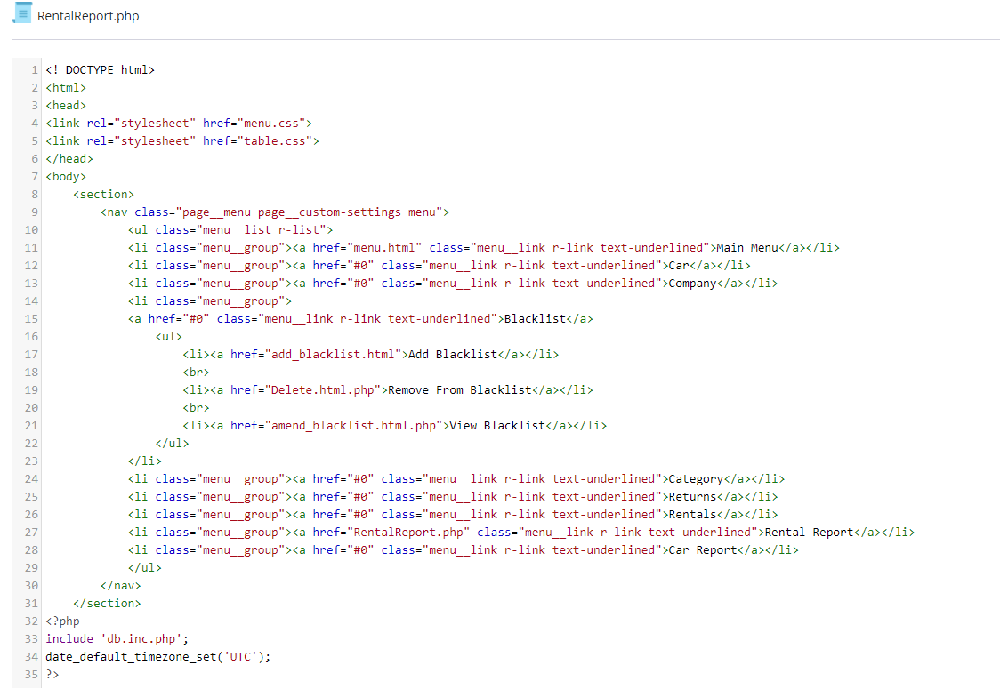 RentalReport.php
1 <! DOCTYPE html>
2 <html>
3 <head>
4 <link rel="stylesheet" href="menu.css">
5 <link rel="stylesheet" href="table.css">
6 </head>
7 <body>
8     <section>
9         <nav class="page__menu page__custom-settings menu">
10             <ul class="menu__list r-list">
11             <li class="menu__group"><a href="menu.html" class="menu__link r-link text-underlined">Main Menu</a></li>
12             <li class="menu__group"><a href="#0" class="menu__link r-link text-underlined">Car</a></li>
13             <li class="menu__group"><a href="#0" class="menu__link r-link text-underlined">Company</a></li>
14             <li class="menu__group">
15             <a href="#0" class="menu__link r-link text-underlined">Blacklist</a>
16                 <ul>
17                     <li><a href="add_blacklist.html">Add Blacklist</a></li>
18                     <br>
19                     <li><a href="Delete.html.php">Remove From Blacklist</a></li>
20                     <br>
21                     <li><a href="amend_blacklist.html.php">View Blacklist</a></li>
22                 </ul>
23             </li>
24             <li class="menu__group"><a href="#0" class="menu__link r-link text-underlined">Category</a></li>
25             <li class="menu__group"><a href="#0" class="menu__link r-link text-underlined">Returns</a></li>
26             <li class="menu__group"><a href="#0" class="menu__link r-link text-underlined">Rentals</a></li>
27             <li class="menu__group"><a href="RentalReport.php" class="menu__link r-link text-underlined">Rental Report</a></li>
28             <li class="menu__group"><a href="#0" class="menu__link r-link text-underlined">Car Report</a></li>
29             </ul>
30         </nav>
31     </section>
32 <?php
33 include 'db.inc.php';
34 date_default_timezone_set('UTC');
35 ?>